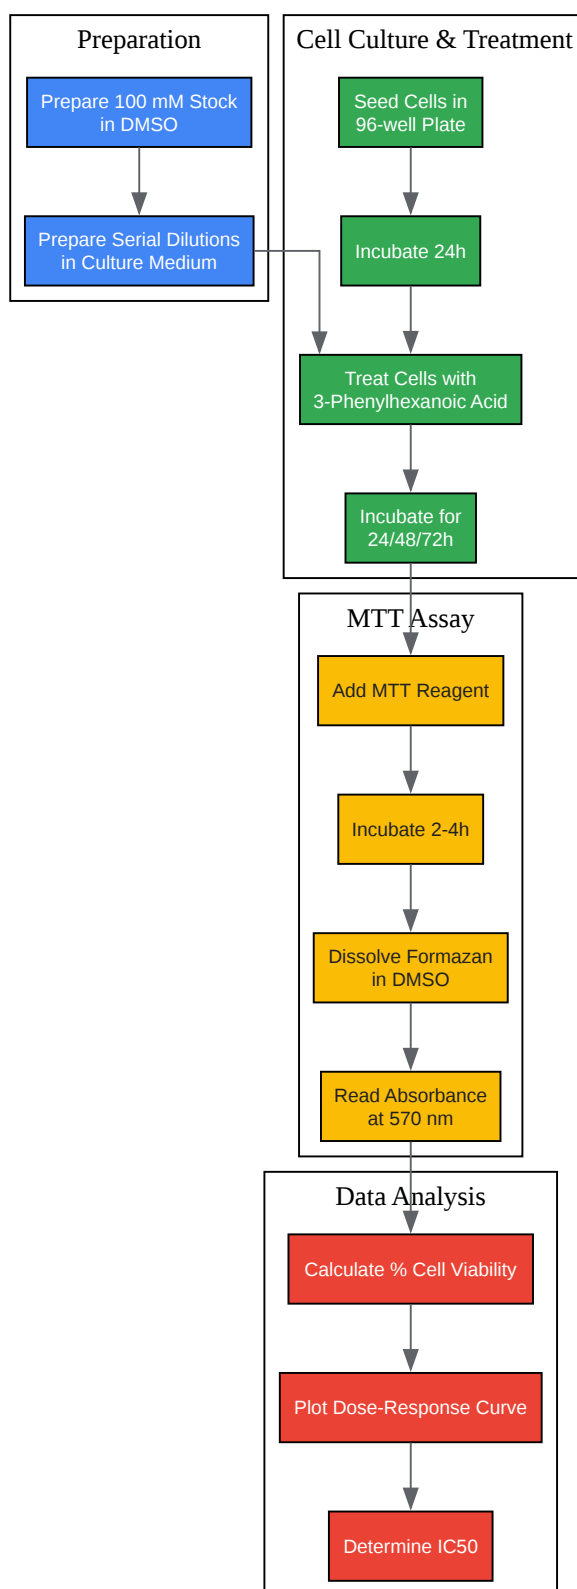 Preparation
Prepare 100 mM Stock
in DMSO
Prepare Serial Dilutions
in Culture Medium
Cell Culture & Treatment
Seed Cells in
96-well Plate
Incubate 24h
Treat Cells with
3-Phenylhexanoic Acid
Incubate for
24/48/72h
MTT Assay
Add MTT Reagent
Incubate 2-4h
Dissolve Formazan
in DMSO
Read Absorbance
at 570 nm
Data Analysis
Calculate % Cell Viability
Plot Dose-Response Curve
Determine IC50